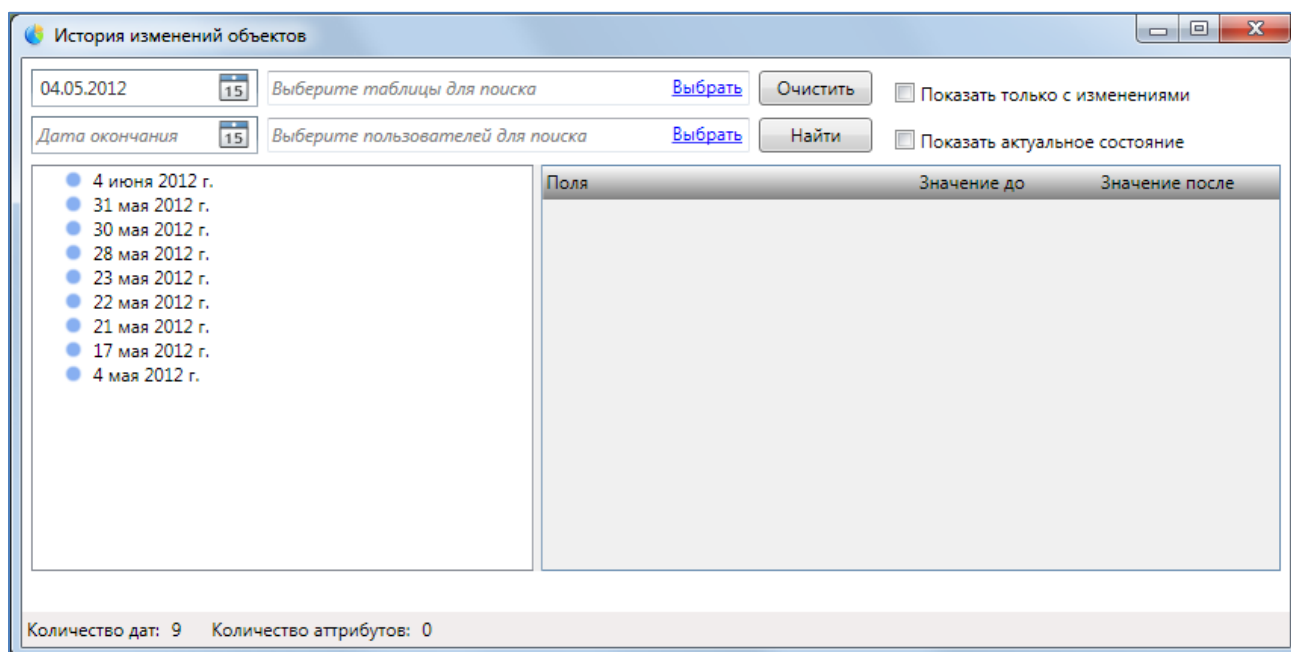 История изменений объектов
04.05.2012 15 Выберите таблицы для поиска Выбрать Очистить Показать только с изменениями
Дата окончания 15 Выберите пользователей для поиска Выбрать Найти Показать актуальное состояние
4 июня 2012 г.
31 мая 2012 г.
30 мая 2012 г.
28 мая 2012 г.
23 мая 2012 г.
22 мая 2012 г.
21 мая 2012 г.
17 мая 2012 г.
4 мая 2012 г.
Поля Значение до Значение после
Количество дат: 9 Количество аттрибутов: 0